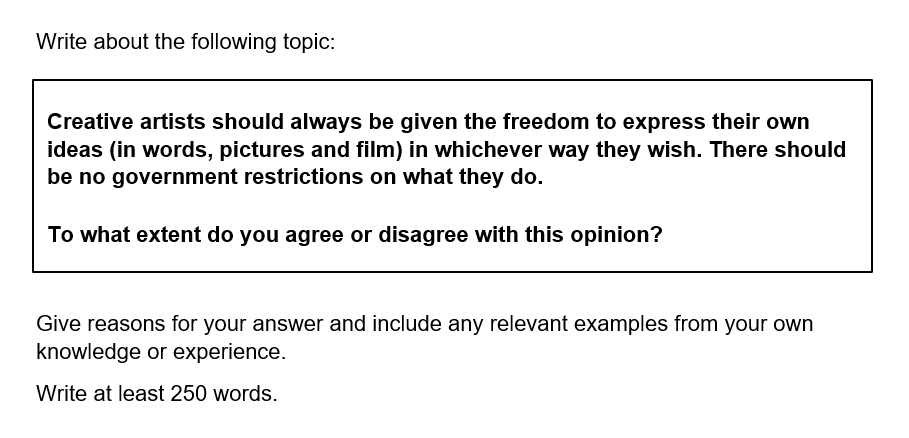 Write about the following topic:
Creative artists should always be given the freedom to express their own
ideas (in words, pictures and film) in whichever way they wish. There should
be no government restrictions on what they do.
To what extent do you agree or disagree with this opinion?
Give reasons for your answer and include any relevant examples from your own
knowledge or experience.
Write at least 250 words.